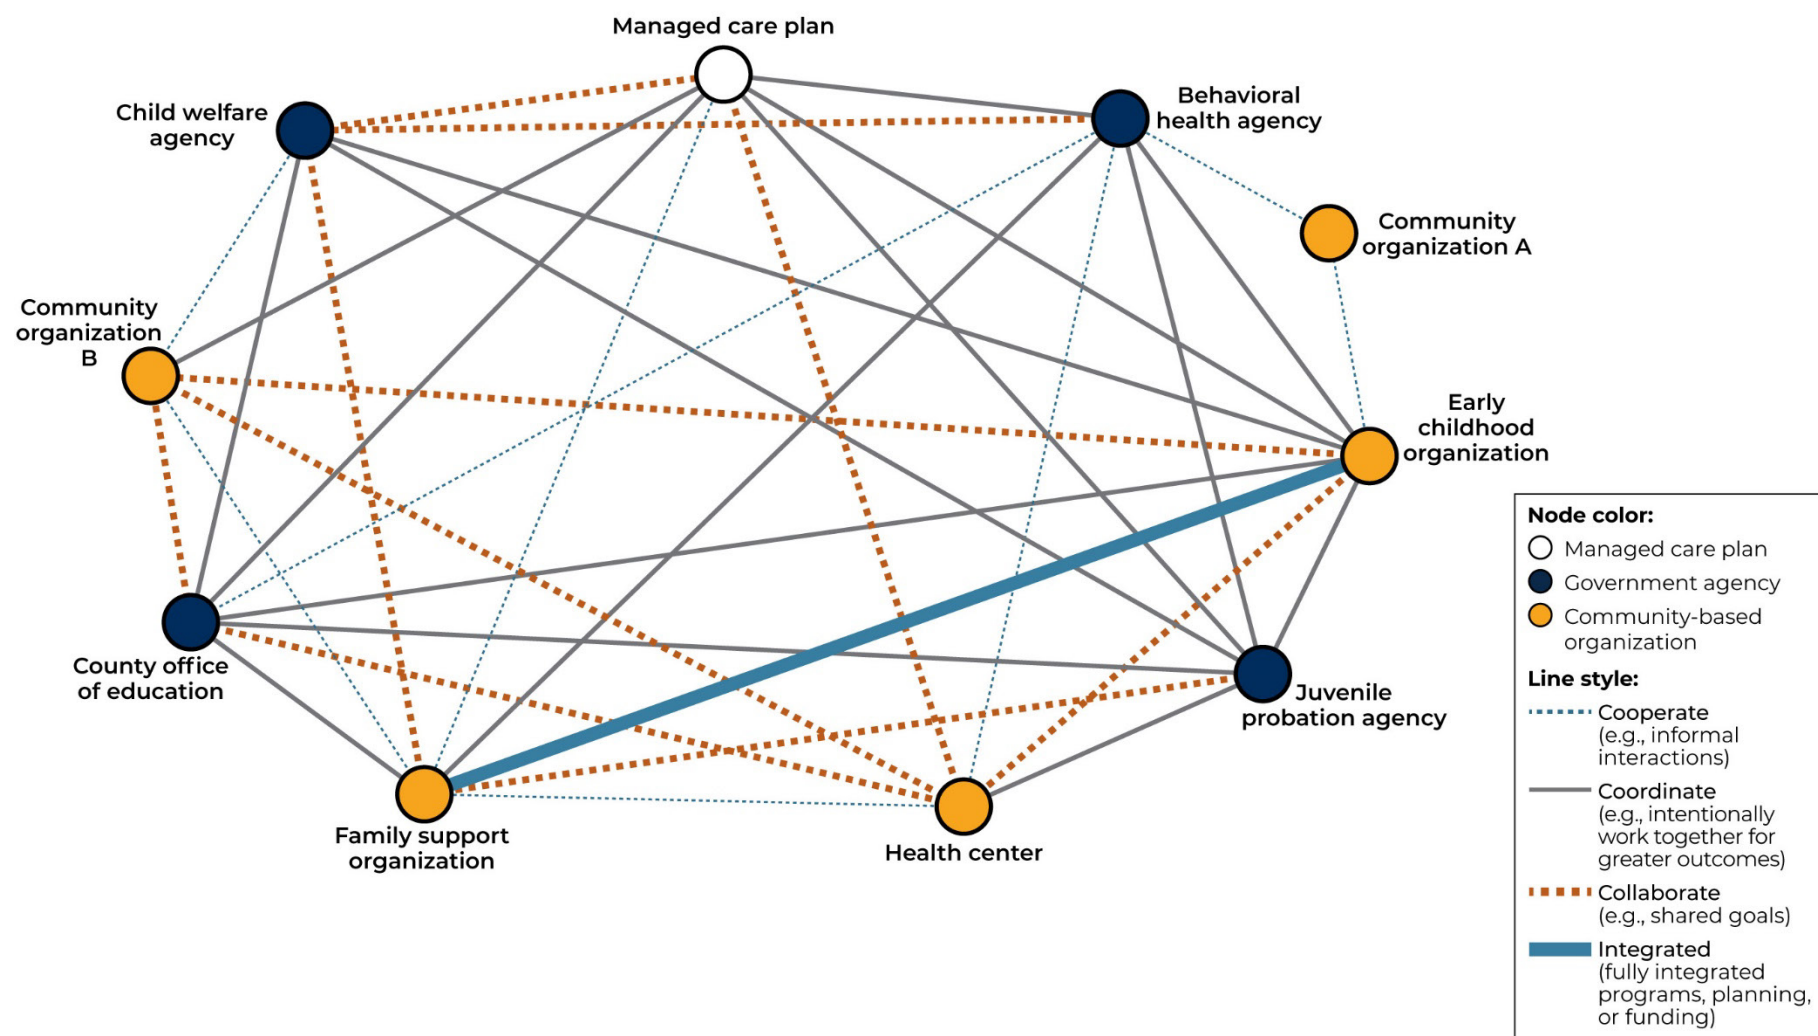 Managed care plan
Child welfare
agency
Behavioral
health agency
Community
organization A
Community
organization
B
Early
childhood
organization
County office
of education
Juvenile
probation agency
Family support
organization
Health center
Node color:
Managed care plan
Government agency
Community-based
organization
Line style:
Cooperate
(e.g., informal
interactions)
Coordinate
(e.g., intentionally
work together for
greater outcomes)
Collaborate
(e.g., shared goals)
Integrated
(fully integrated
programs, planning,
or funding)